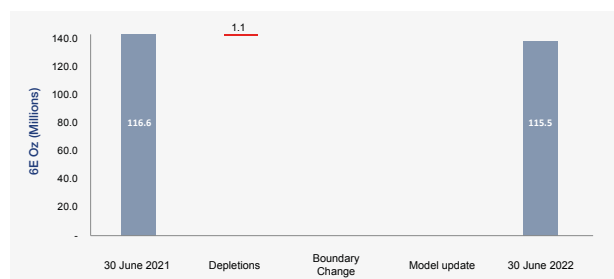 1.1
140.0
120.0
100.0
80.0
60.0
40.0
20.0
-
6E Oz (Millions)
116.6
115.5
30 June 2021
Depletions
Boundary
Change
Model update
30 June 2022